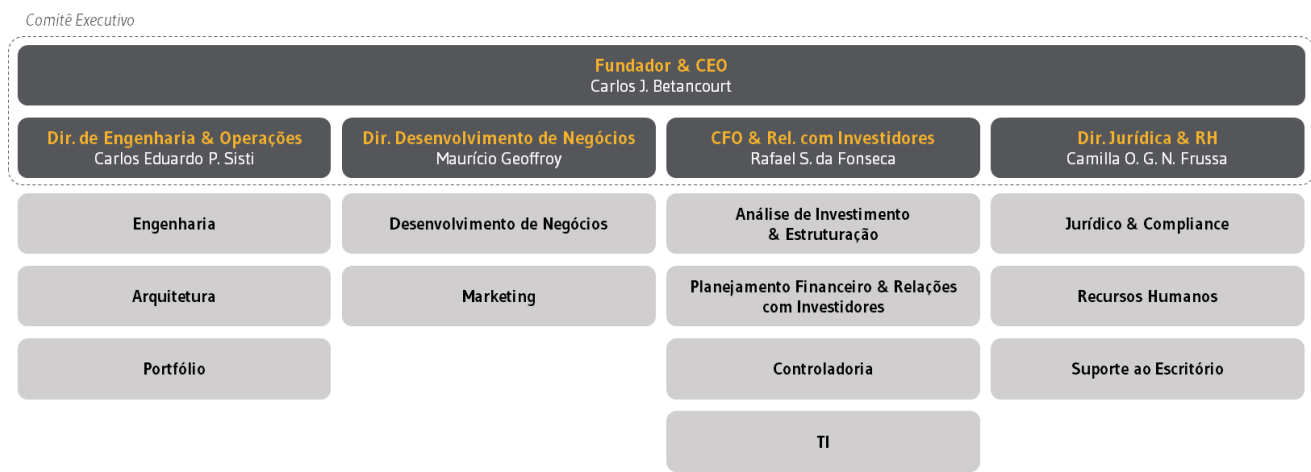 Comitê Executivo
Fundador & CEO
Carlos J. Betancourt
Dir. de Engenharia & Operações
Carlos Eduardo P. Sisti
Dir. Desenvolvimento de Negócios
Maurício Geoffroy
CFO & Rel. com Investidores
Rafael S. da Fonseca
Dir. Jurídica & RH
Camilla O. G. N. Frussa
Engenharia
Desenvolvimento de Negócios
Análise de Investimento
& Estruturação
Jurídico & Compliance
Arquitetura
Marketing
Planejamento Financeiro & Relações
com Investidores
Recursos Humanos
Portfólio
Controladoria
Suporte ao Escritório
TI